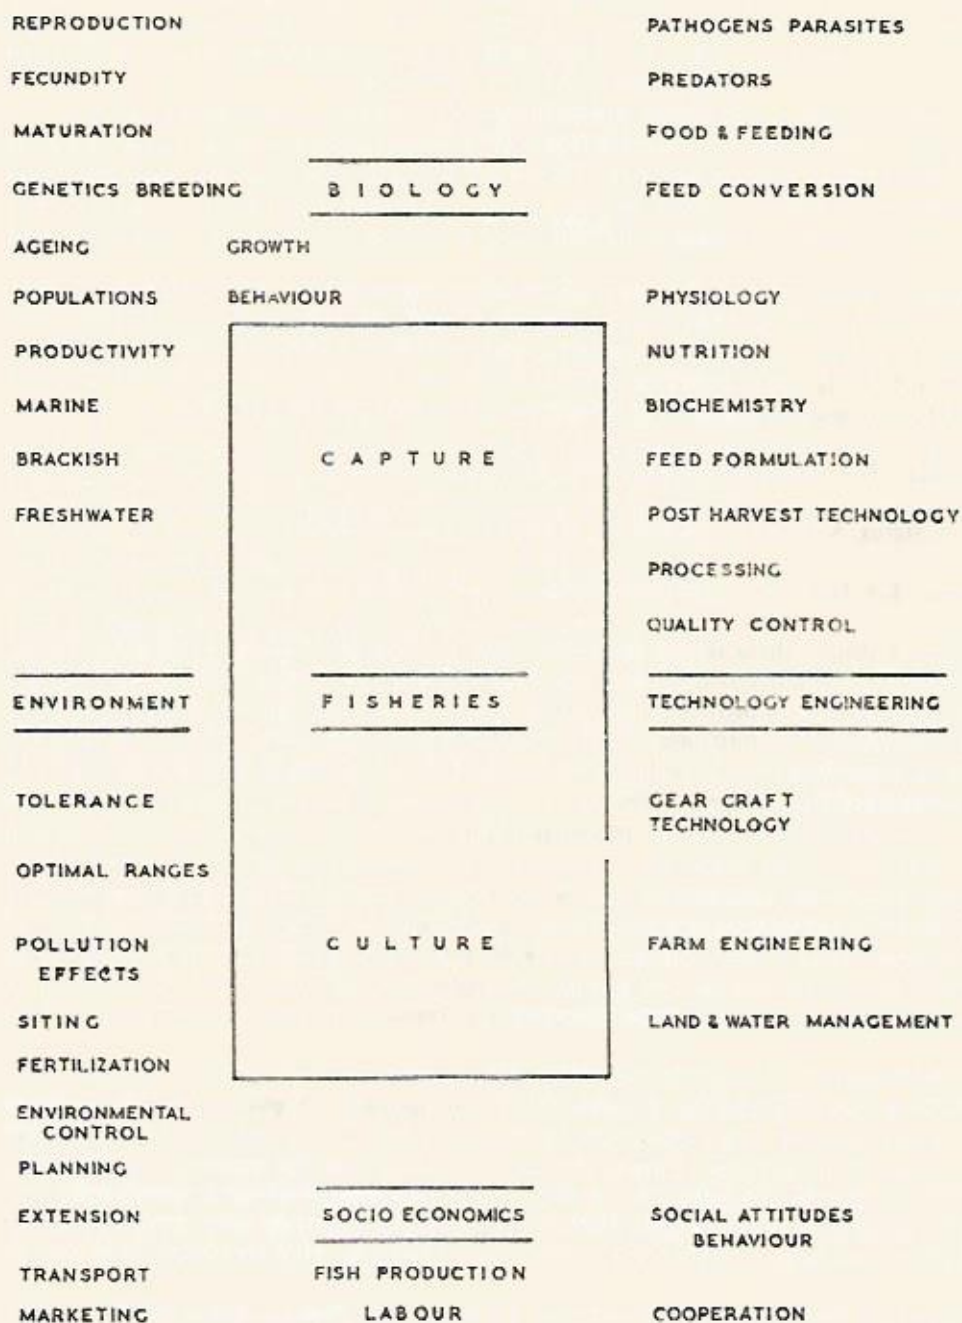 REPRODUCTION
PATHOGENS PARASITES
FECUNDITY
PREDATORS
MATURATION
FOOD & FEEDING
GENETICS BREEDING
BIOLOGY
FEED CONVERSION
AGEING
GROWTH
POPULATIONS
BEHAVIOUR
PHYSIOLOGY
PRODUCTIVITY
NUTRITION
MARINE
BIOCHEMISTRY
BRACKISH
CAPTURE
FEED FORMULATION
FRESHWATER
POST HARVEST TECHNOLOGY
PROCESSING
QUALITY CONTROL
ENVIRONMENT
FISHERIES
TECHNOLOGY ENGINEERING
TOLERANCE
GEAR CRAFT
TECHNOLOGY
OPTIMAL RANGES
POLLUTION
EFFECTS
CULTURE
FARM ENGINEERING
SITING
LAND & WATER MANAGEMENT
FERTILIZATION
ENVIRONMENTAL
CONTROL
PLANNING
EXTENSION
SOCIO ECONOMICS
SOCIAL ATTITUDES
BEHAVIOUR
TRANSPORT
FISH PRODUCTION
MARKETING
LABOUR
COOPERATION